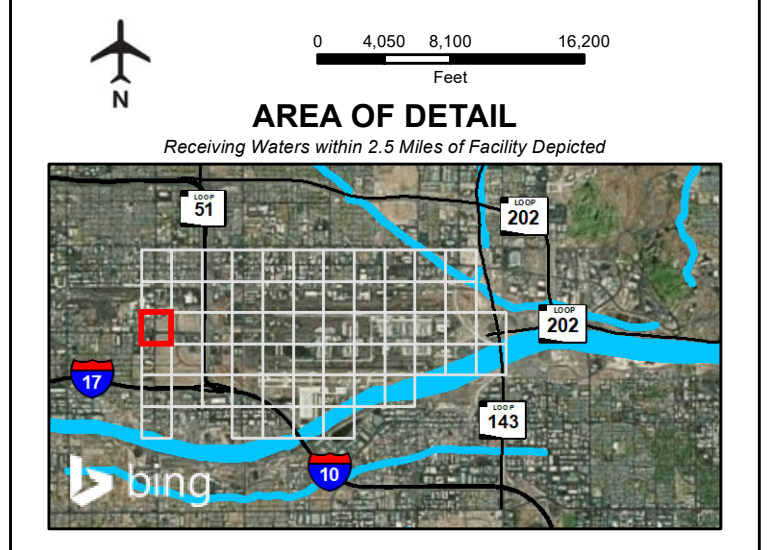 0 4,050 8,100 16,200
Feet
N
AREA OF DETAIL
Receiving Waters within 2.5 Miles of Facility Depicted
LOOP
51
LOOP
202
LOOP
202
17
LOOP
143
10
bing